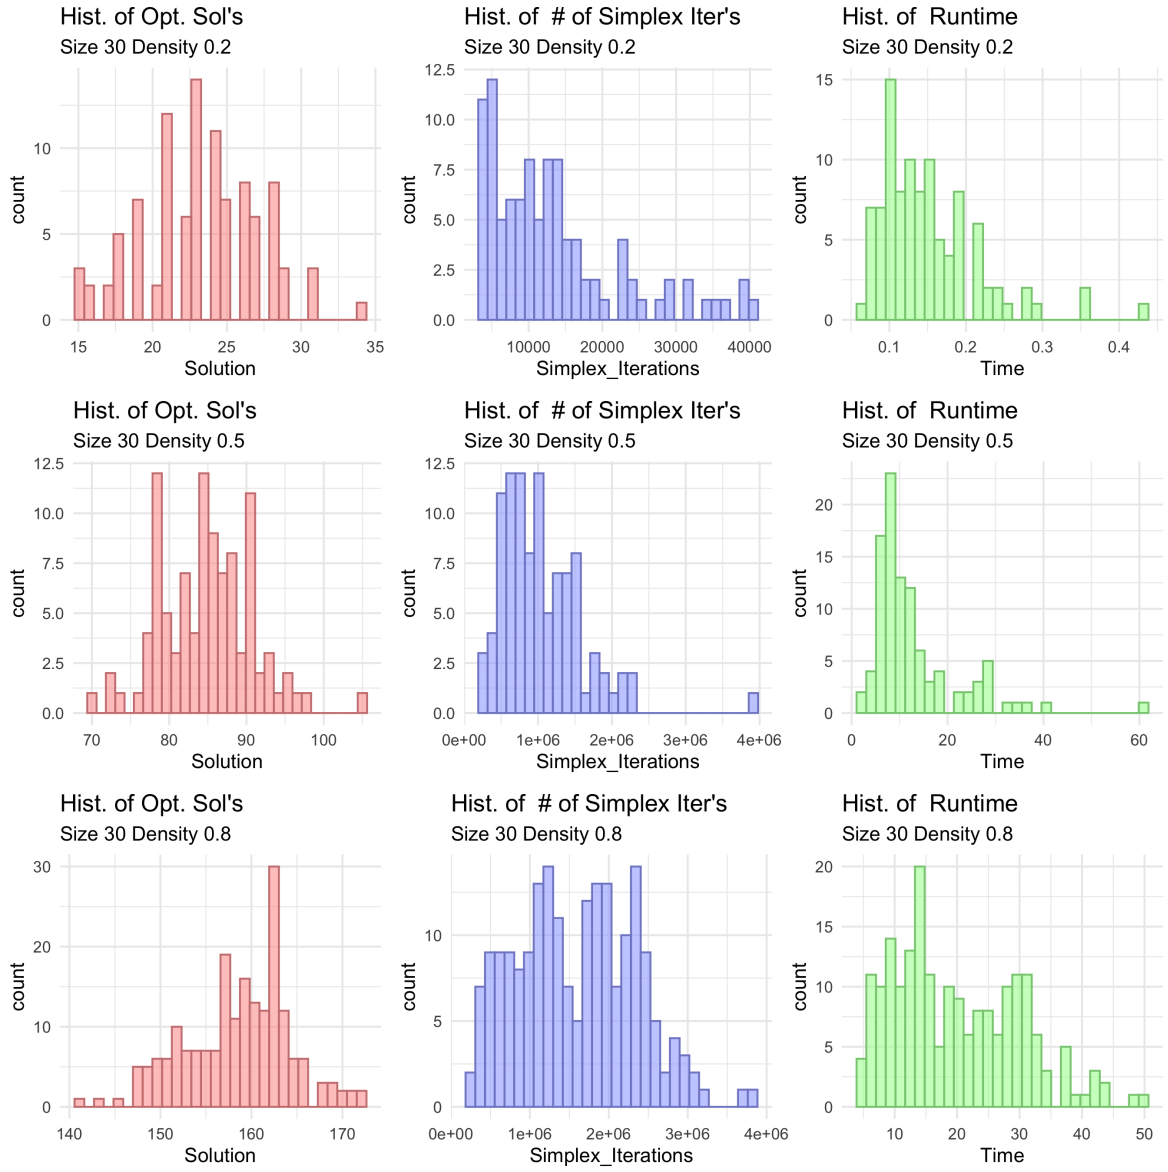 Hist. of Opt. Sol's
Size 30 Density 0.2
count
10
5
0
15 20 25 30 35
Solution
Hist. of  # of Simplex Iter's
Size 30 Density 0.2
count
12.5
10.0
7.5
5.0
2.5
0.0
10000 20000 30000 40000
Simplex_Iterations
Hist. of  Runtime
Size 30 Density 0.2
count
15
10
5
0
0.1 0.2 0.3 0.4
Time
Hist. of Opt. Sol's
Size 30 Density 0.5
count
12.5
10.0
7.5
5.0
2.5
0.0
70 80 90 100
Solution
Hist. of  # of Simplex Iter's
Size 30 Density 0.5
count
12.5
10.0
7.5
5.0
2.5
0.0
0e+00 1e+06 2e+06 3e+06 4e+06
Simplex_Iterations
Hist. of  Runtime
Size 30 Density 0.5
count
20
15
10
5
0
0 20 40 60
Time
Hist. of Opt. Sol's
Size 30 Density 0.8
count
30
20
10
0
140 150 160 170
Solution
Hist. of  # of Simplex Iter's
Size 30 Density 0.8
count
10
5
0
0e+00 1e+06 2e+06 3e+06 4e+06
Simplex_Iterations
Hist. of  Runtime
Size 30 Density 0.8
count
20
15
10
5
0
10 20 30 40 50
Time